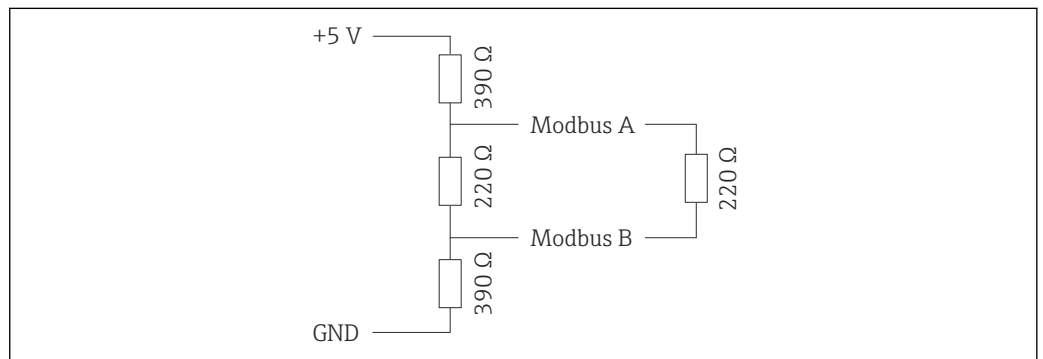 +5 V
390 Ω
Modbus A
220 Ω
220 Ω
Modbus B
390 Ω
GND